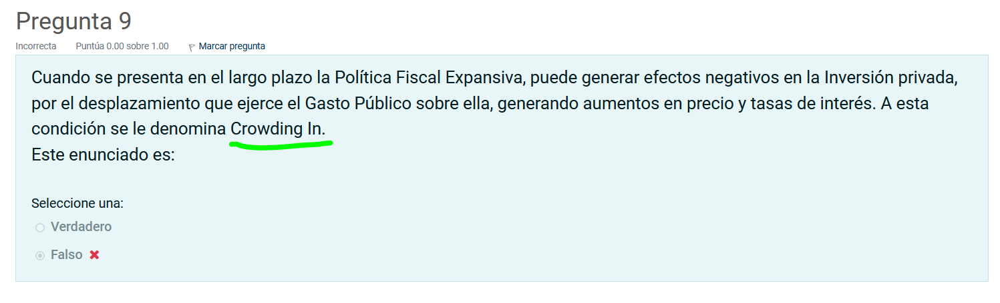 Pregunta 9
Incorrecta Puntúa 0.00 sobre 1.00 Marcar pregunta
Cuando se presenta en el largo plazo la Política Fiscal Expansiva, puede generar efectos negativos en la Inversión privada,
por el desplazamiento que ejerce el Gasto Público sobre ella, generando aumentos en precio y tasas de interés. A esta
condición se le denomina Crowding In.
Este enunciado es:
Seleccione una:
Verdadero
Falso